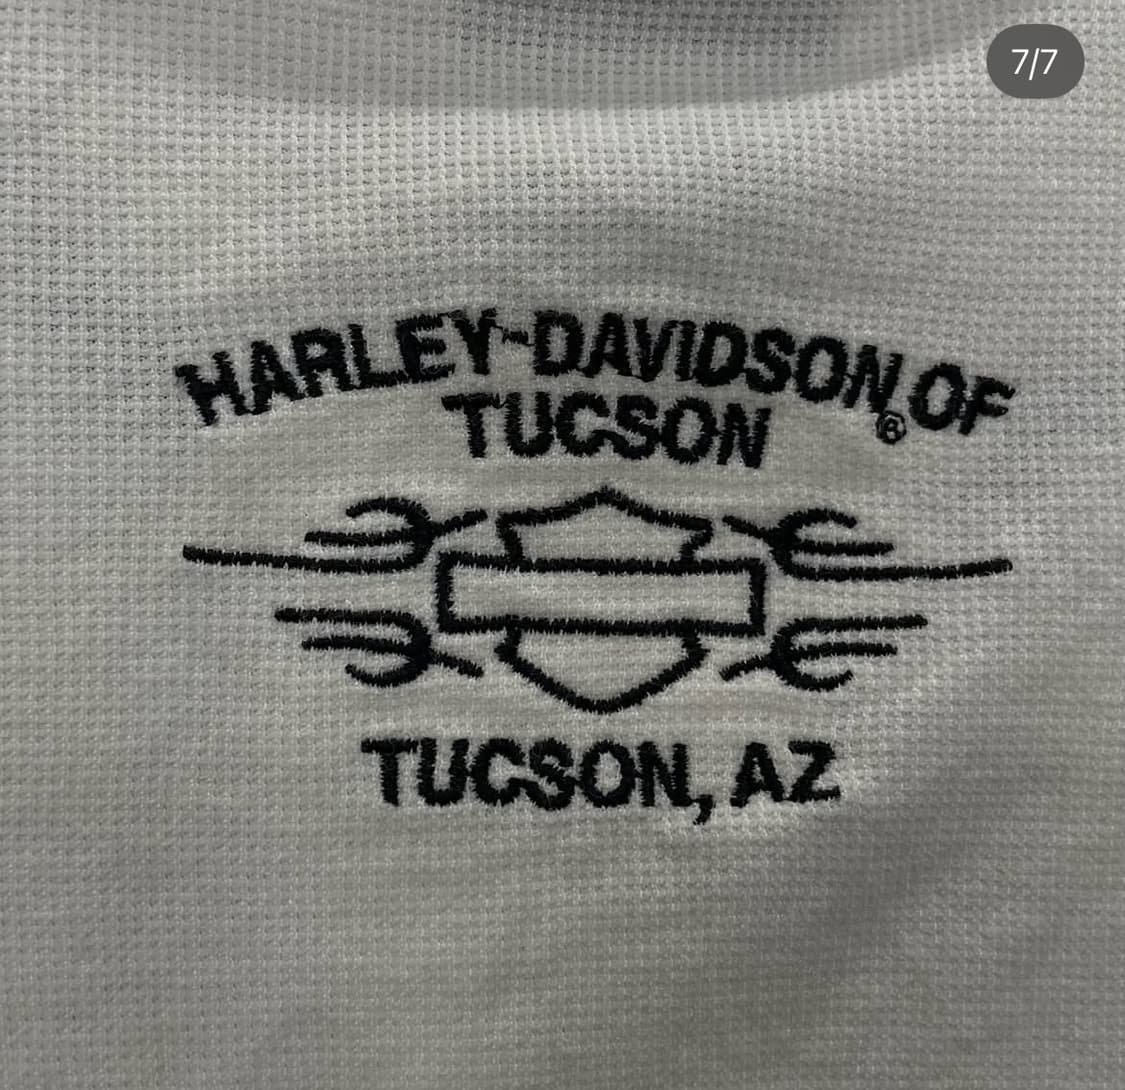 7/7
HARLEY-DAVIDSON® OF
TUCSON
TUCSON, AZ